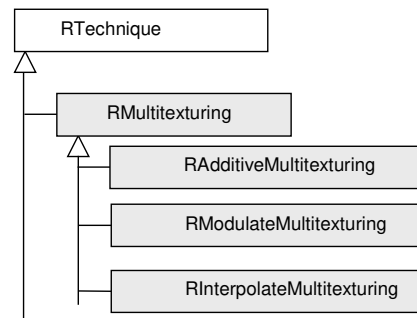 RTechnique
RMultitexturing
RAdditiveMultitexturing
RModulateMultitexturing
RInterpolateMultitexturing